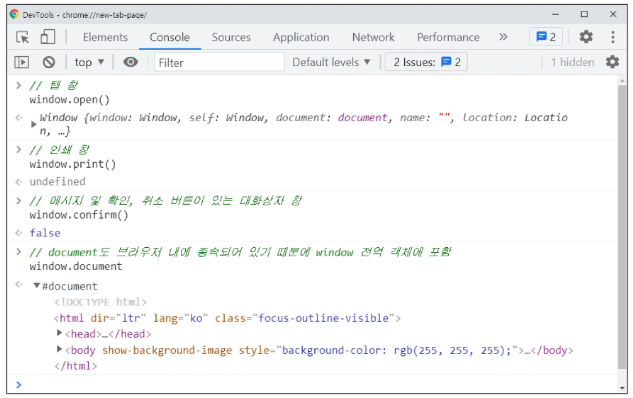 DevTools - chrome://new-tab-page/
Elements Console Sources Application Network Performance » 2
top ▼ Filter Default levels ▼ 2 Issues: 2 1 hidden
> // 탭 창
window.open()
<· ▶Window {window: Window, self: Window, document: document, name: "", location: Locatio
n, …}
> // 인쇄 창
window.print()
<· undefined
> // 메시지 및 확인, 취소 버튼이 있는 대화상자 창
window.confirm()
<· false
> // document도 브라우저 내에 종속되어 있기 때문에 window 전역 객체에 포함
window.document
<· ▼#document
<!DOCTYPE html>
<html dir="ltr" lang="ko" class="focus-outline-visible">
▶<head>…</head>
▶<body show-background-image style="background-color: rgb(255, 255, 255);">…</body>
</html>
>